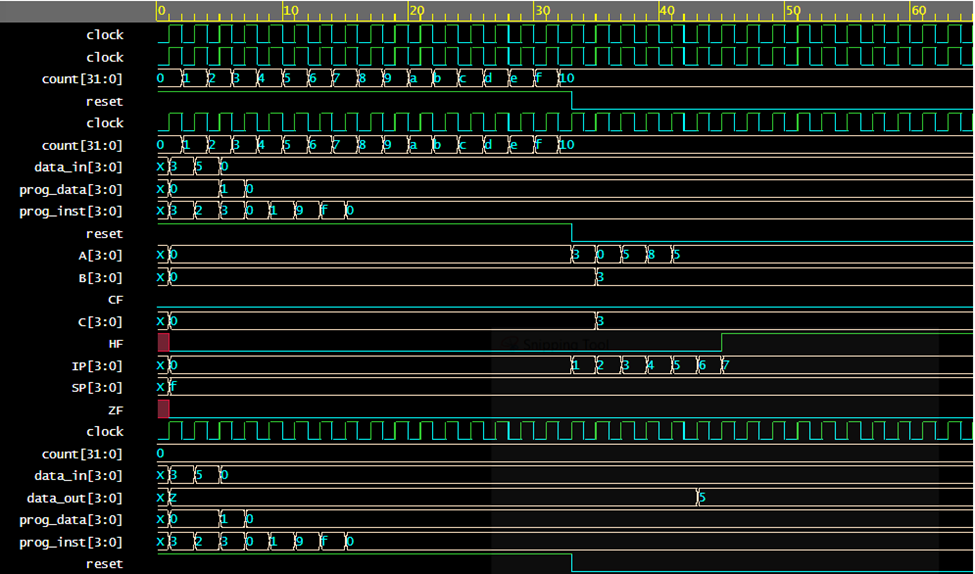 0 10 20 30 40 50 60
clock
clock
count[31:0] 0 1 2 3 4 5 6 7 8 9 a b c d e f 10
reset
clock
count[31:0] 0 1 2 3 4 5 6 7 8 9 a b c d e f 10
data_in[3:0] x 3 5 0
prog_data[3:0] x 0 1 0
prog_inst[3:0] x 3 2 3 0 1 9 f 0
reset
A[3:0] x 0 3 0 5 8 5
B[3:0] x 0 3
CF
C[3:0] x 0 3
HF Snipping Tool
IP[3:0] x 0 1 2 3 4 5 6 7
SP[3:0] x f
ZF
clock
count[31:0] 0
data_in[3:0] x 3 5 0
data_out[3:0] x z 5
prog_data[3:0] x 0 1 0
prog_inst[3:0] x 3 2 3 0 1 9 f 0
reset